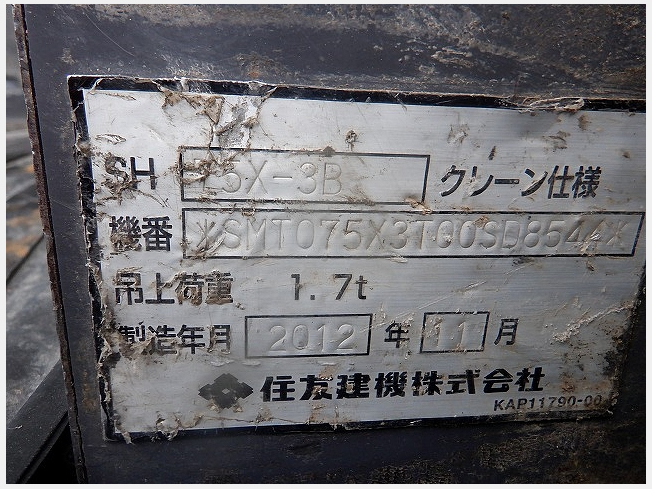 SH 75X-3B クレーン仕様
機番 *SMT075X3TG0SD8544*
吊上荷重 1.7t
製造年月 2012 年 11 月
住友建機株式会社
KAP11790-00